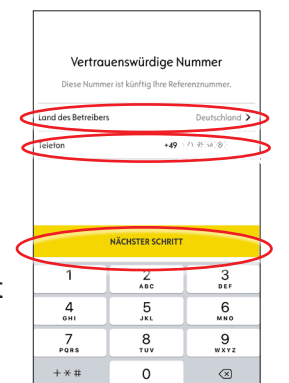 Vertrauenswürdige Nummer
Diese Nummer ist künftig Ihre Referenznummer.
Land des Betreibers Deutschland >
Telefon +49
NÄCHSTER SCHRITT
1 2 3
ABC DEF
4 5 6
GHI JKL MNO
7 8 9
PQRS TUV WXYZ
+ * # 0